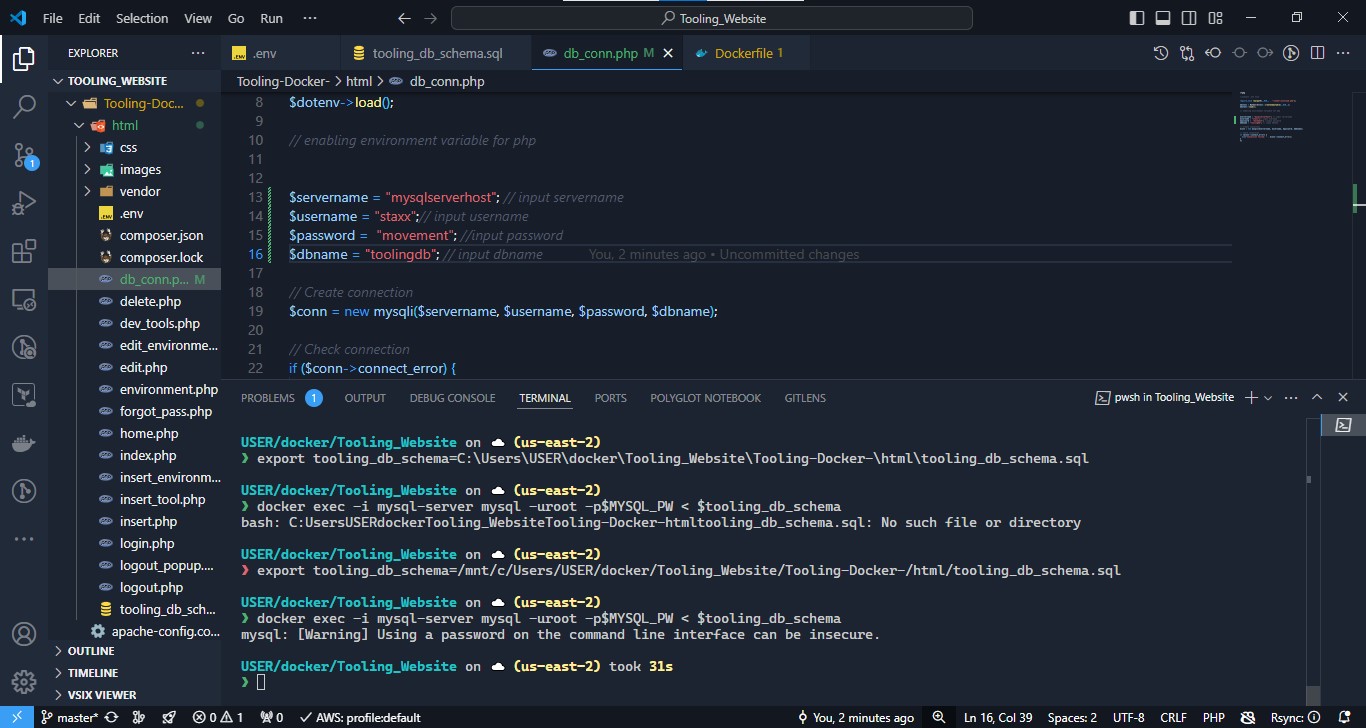 File Edit Selection View Go Run ··· Tooling_Website
EXPLORER ···
.env tooling_db_schema.sql db_conn.php M Dockerfile 1
TOOLING_WEBSITE
Tooling-Docker- > html > db_conn.php
Tooling-Doc...
html
css
images
vendor
.env
composer.json
composer.lock
db_conn.p... M
delete.php
dev_tools.php
edit_environme...
edit.php
environment.php
forgot_pass.php
home.php
index.php
insert_environm...
insert_tool.php
insert.php
login.php
logout_popup....
logout.php
tooling_db_sch...
apache-config.co...
OUTLINE
TIMELINE
VSIX VIEWER
1
8 $dotenv->load();
9
10 // enabling environment variable for php
11
12
13 $servername = "mysqlserverhost"; // input servername
14 $username = "staxx";// input username
15 $password =  "movement"; //input password
16 $dbname = "toolingdb"; // input dbname You, 2 minutes ago • Uncommitted changes
17
18 // Create connection
19 $conn = new mysqli($servername, $username, $password, $dbname);
20
21 // Check connection
22 if ($conn->connect_error) {
PROBLEMS 1 OUTPUT DEBUG CONSOLE TERMINAL PORTS POLYGLOT NOTEBOOK GITLENS pwsh in Tooling_Website
USER/docker/Tooling_Website on (us-east-2)
❯ export tooling_db_schema=C:\Users\USER\docker\Tooling_Website\Tooling-Docker-\html\tooling_db_schema.sql
USER/docker/Tooling_Website on (us-east-2)
❯ docker exec -i mysql-server mysql -uroot -p$MYSQL_PW < $tooling_db_schema
bash: C:UsersUSERdockerTooling_WebsiteTooling-Docker-htmltooling_db_schema.sql: No such file or directory
USER/docker/Tooling_Website on (us-east-2)
❯ export tooling_db_schema=/mnt/c/Users/USER/docker/Tooling_Website/Tooling-Docker-/html/tooling_db_schema.sql
USER/docker/Tooling_Website on (us-east-2)
❯ docker exec -i mysql-server mysql -uroot -p$MYSQL_PW < $tooling_db_schema
mysql: [Warning] Using a password on the command line interface can be insecure.
USER/docker/Tooling_Website on (us-east-2) took 31s
❯
master* 0 1 0 AWS: profile:default You, 2 minutes ago Ln 16, Col 39 Spaces: 2 UTF-8 CRLF PHP Rsync: